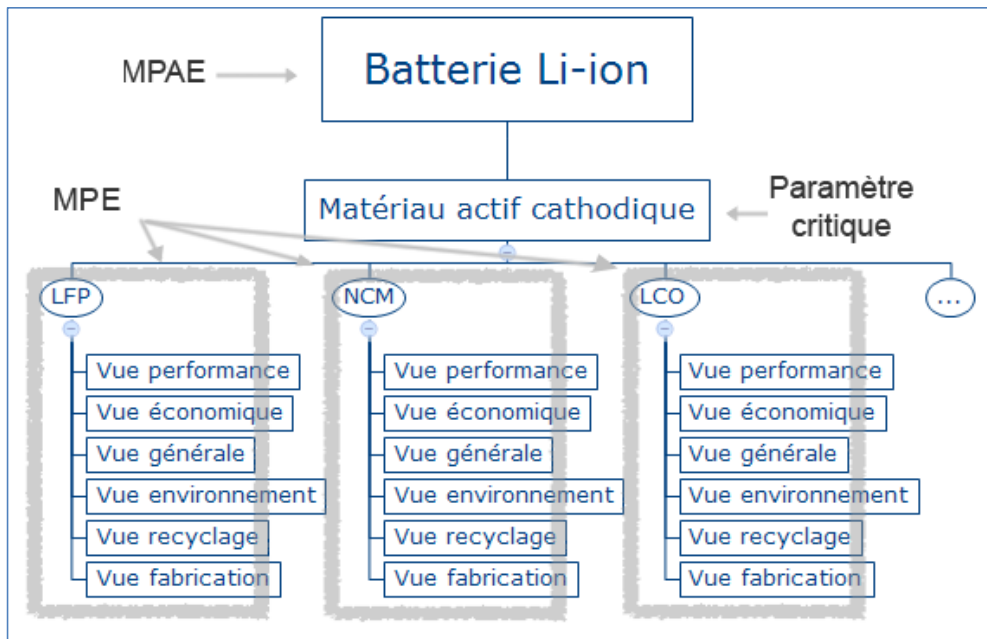 MPAE
Batterie Li-ion
MPE
Matériau actif cathodique
Paramètre
critique
LFP
NCM
LCO
...
Vue performance
Vue économique
Vue générale
Vue environnement
Vue recyclage
Vue fabrication
Vue performance
Vue économique
Vue générale
Vue environnement
Vue recyclage
Vue fabrication
Vue performance
Vue économique
Vue générale
Vue environnement
Vue recyclage
Vue fabrication